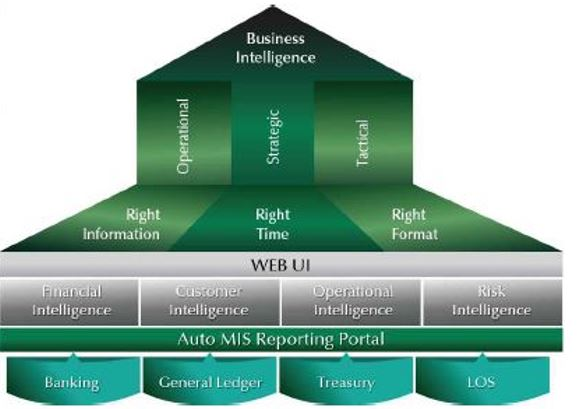 Business
Intelligence
Operational
Strategic
Tactical
Right
Information
Right
Time
Right
Format
WEB UI
Financial
Intelligence
Customer
Intelligence
Operational
Intelligence
Risk
Intelligence
Auto MIS Reporting Portal
Banking
General Ledger
Treasury
LOS